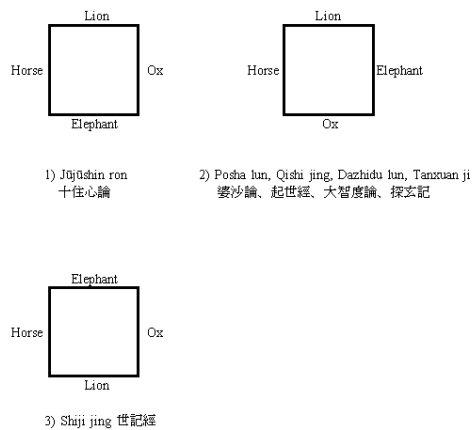 Lion
Horse
Ox
Elephant
1) Jūjūshin ron
十住心論
Lion
Horse
Elephant
Ox
2) Posha lun, Qishi jing, Dazhidu lun, Tanxuan ji
婆沙論、起世經、大智度論、探玄記
Elephant
Horse
Ox
Lion
3) Shiji jing 世記經